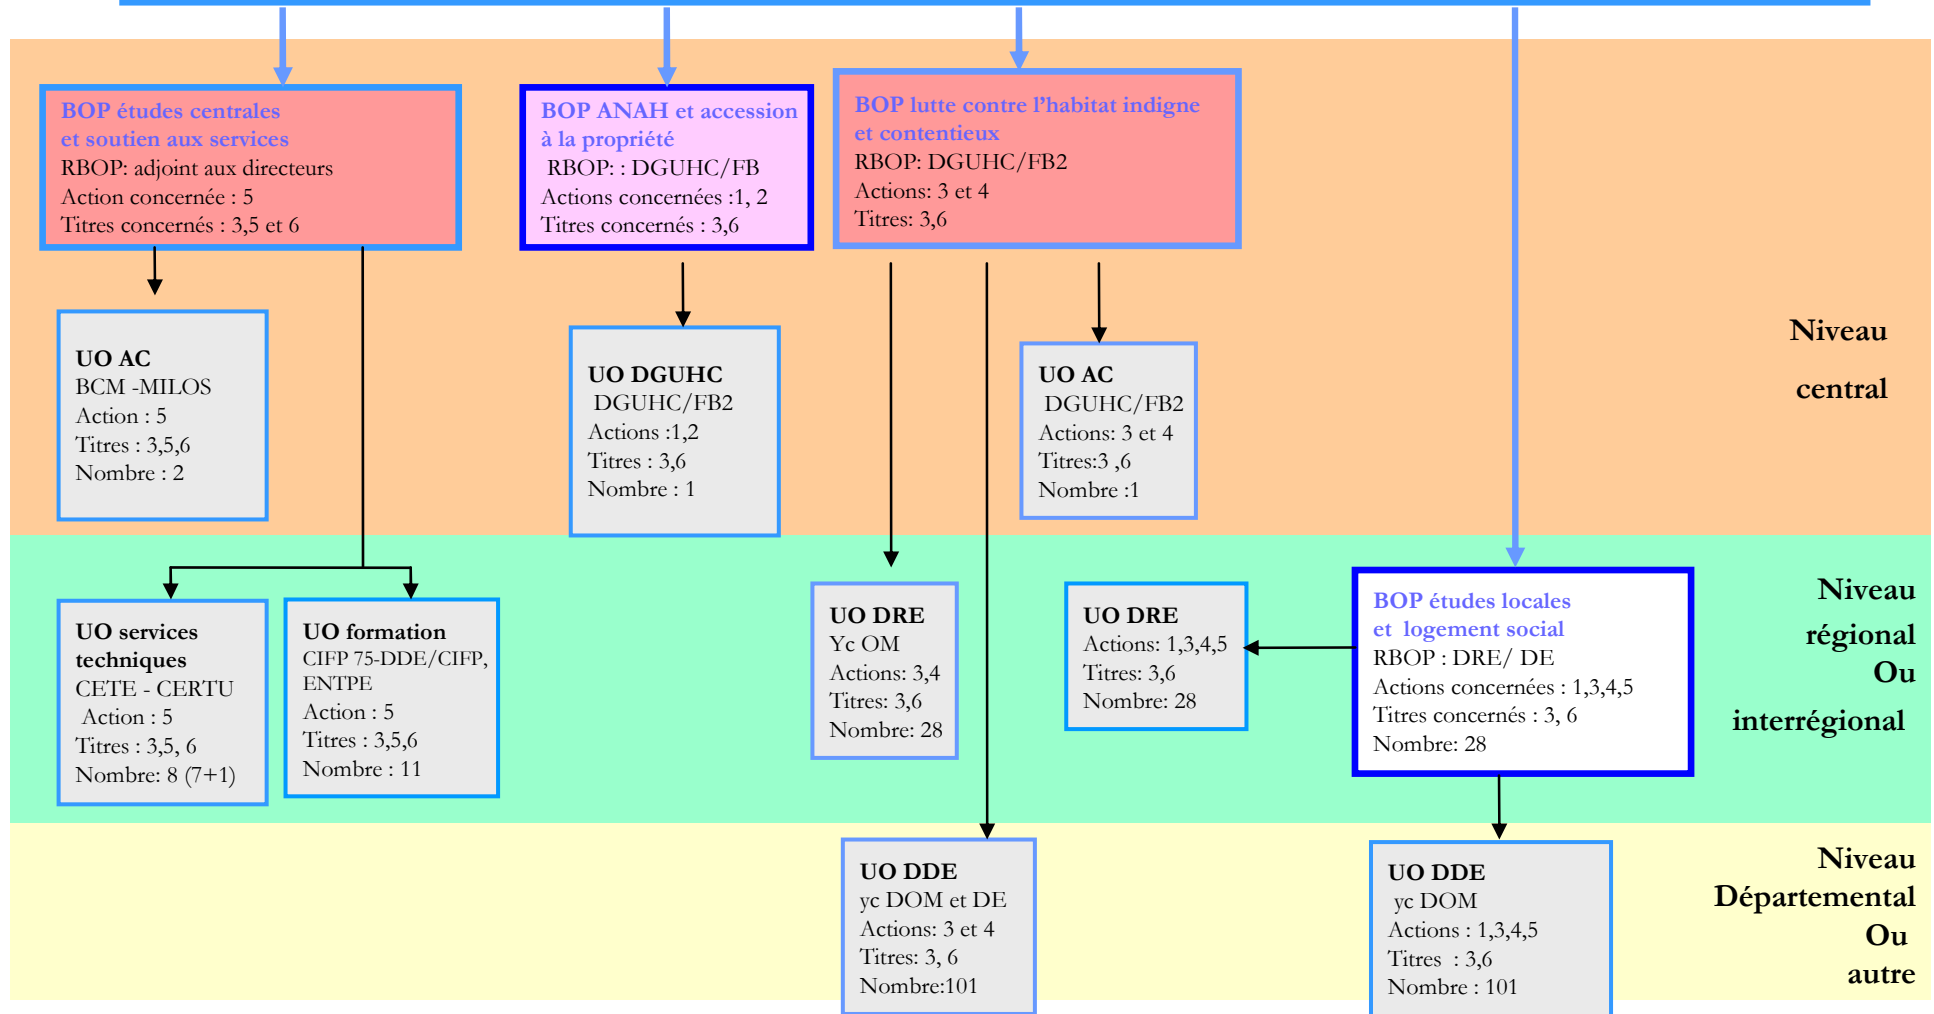 BOP études centrales
et soutien aux services
RBOP: adjoint aux directeurs
Action concernée : 5
Titres concernés : 3,5 et 6
BOP ANAH et accession
à la propriété
RBOP: : DGUHC/FB
Actions concernées :1, 2
Titres concernés : 3,6
BOP lutte contre l'habitat indigne
et contentieux
RBOP: DGUHC/FB2
Actions: 3 et 4
Titres: 3,6
UO AC
BCM -MILOS
Action : 5
Titres : 3,5,6
Nombre : 2
UO DGUHC
DGUHC/FB2
Actions :1,2
Titres : 3,6
Nombre : 1
UO AC
DGUHC/FB2
Actions: 3 et 4
Titres:3 ,6
Nombre :1
Niveau
central
UO services
techniques
CETE - CERTU
Action : 5
Titres : 3,5, 6
Nombre: 8 (7+1)
UO formation
CIFP 75-DDE/CIFP,
ENTPE
Action : 5
Titres : 3,5,6
Nombre : 11
UO DRE
Yc OM
Actions: 3,4
Titres: 3,6
Nombre: 28
UO DRE
Actions: 1,3,4,5
Titres: 3,6
Nombre: 28
BOP études locales
et logement social
RBOP : DRE/ DE
Actions concernées : 1,3,4,5
Titres concernés : 3, 6
Nombre: 28
Niveau
régional
Ou
interrégional
UO DDE
yc DOM et DE
Actions: 3 et 4
Titres: 3, 6
Nombre:101
UO DDE
yc DOM
Actions : 1,3,4,5
Titres : 3,6
Nombre : 101
Niveau
Départemental
Ou
autre